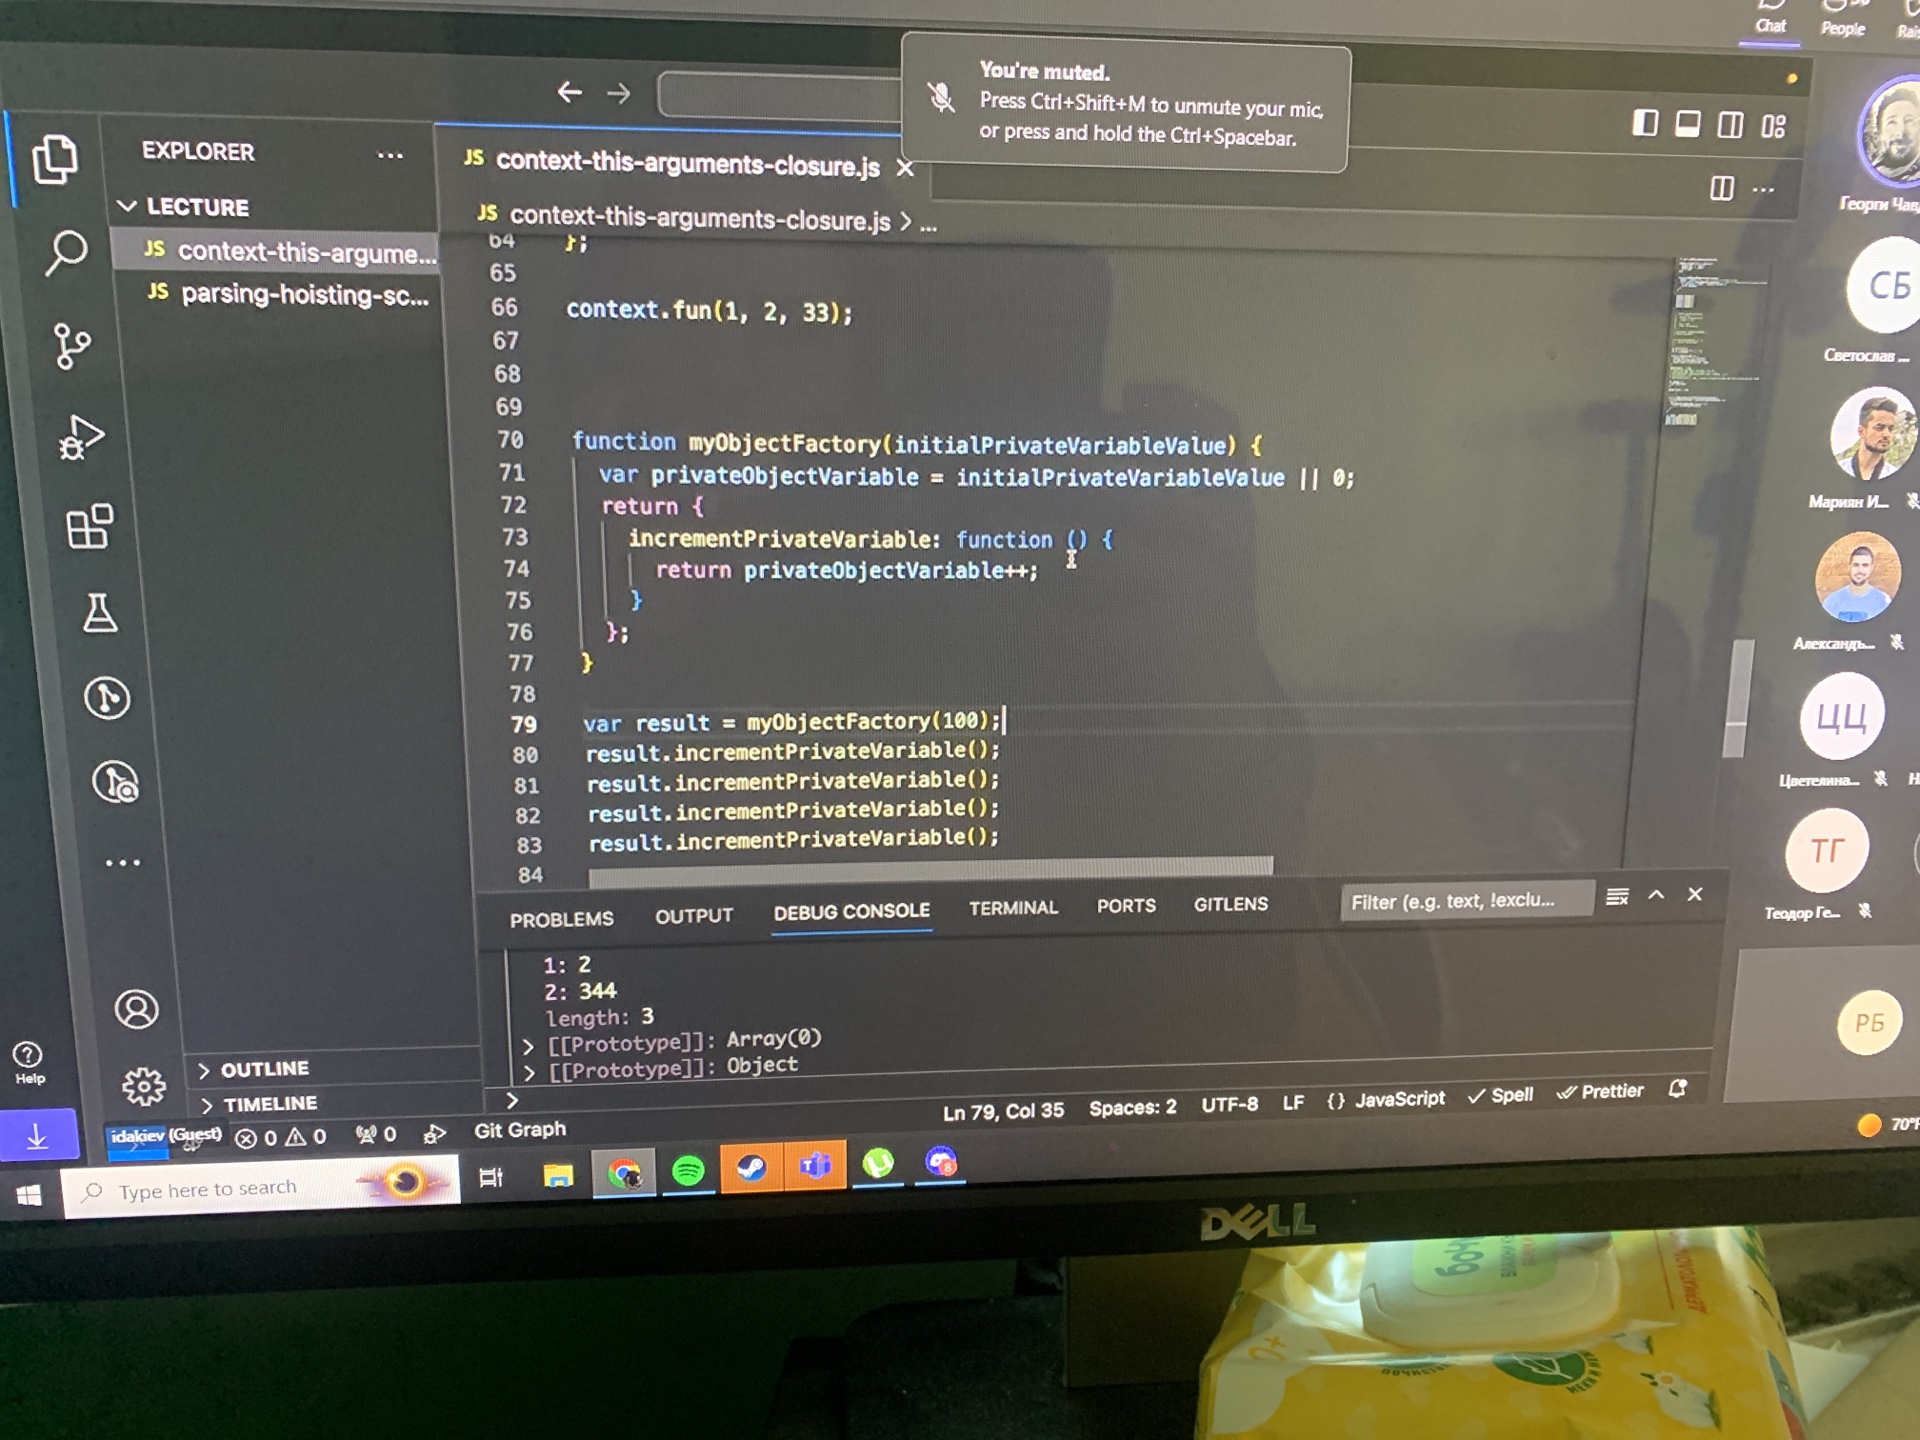 Chat
People
You're muted.
Press Ctrl+Shift+M to unmute your mic,
or press and hold the Ctrl+Spacebar.
EXPLORER
LECTURE
JS context-this-argume...
JS parsing-hoisting-sc...
JS context-this-arguments-closure.js
JS context-this-arguments-closure.js > ...
64 };
65
66 context.fun(1, 2, 33);
67
68
69
70 function myObjectFactory(initialPrivateVariableValue) {
71 var privateObjectVariable = initialPrivateVariableValue || 0;
72 return {
73 incrementPrivateVariable: function () {
74 return privateObjectVariable++;
75 }
76 };
77 }
78
79 var result = myObjectFactory(100);
80 result.incrementPrivateVariable();
81 result.incrementPrivateVariable();
82 result.incrementPrivateVariable();
83 result.incrementPrivateVariable();
84
PROBLEMS OUTPUT DEBUG CONSOLE TERMINAL PORTS GITLENS Filter (e.g. text, !exclu...
1: 2
2: 344
length: 3
> [[Prototype]]: Array(0)
> [[Prototype]]: Object
>
OUTLINE
TIMELINE
Help
idakiev (Guest) 0 0 0 Git Graph
Ln 79, Col 35 Spaces: 2 UTF-8 LF {} JavaScript Spell Prettier
Георги Чав
СБ
Светослав ...
Мариян И...
Александъ...
ЦЦ
Цветелина...
ТГ
Теодор Ге...
РБ
70°F
Type here to search
8
DELL
0+